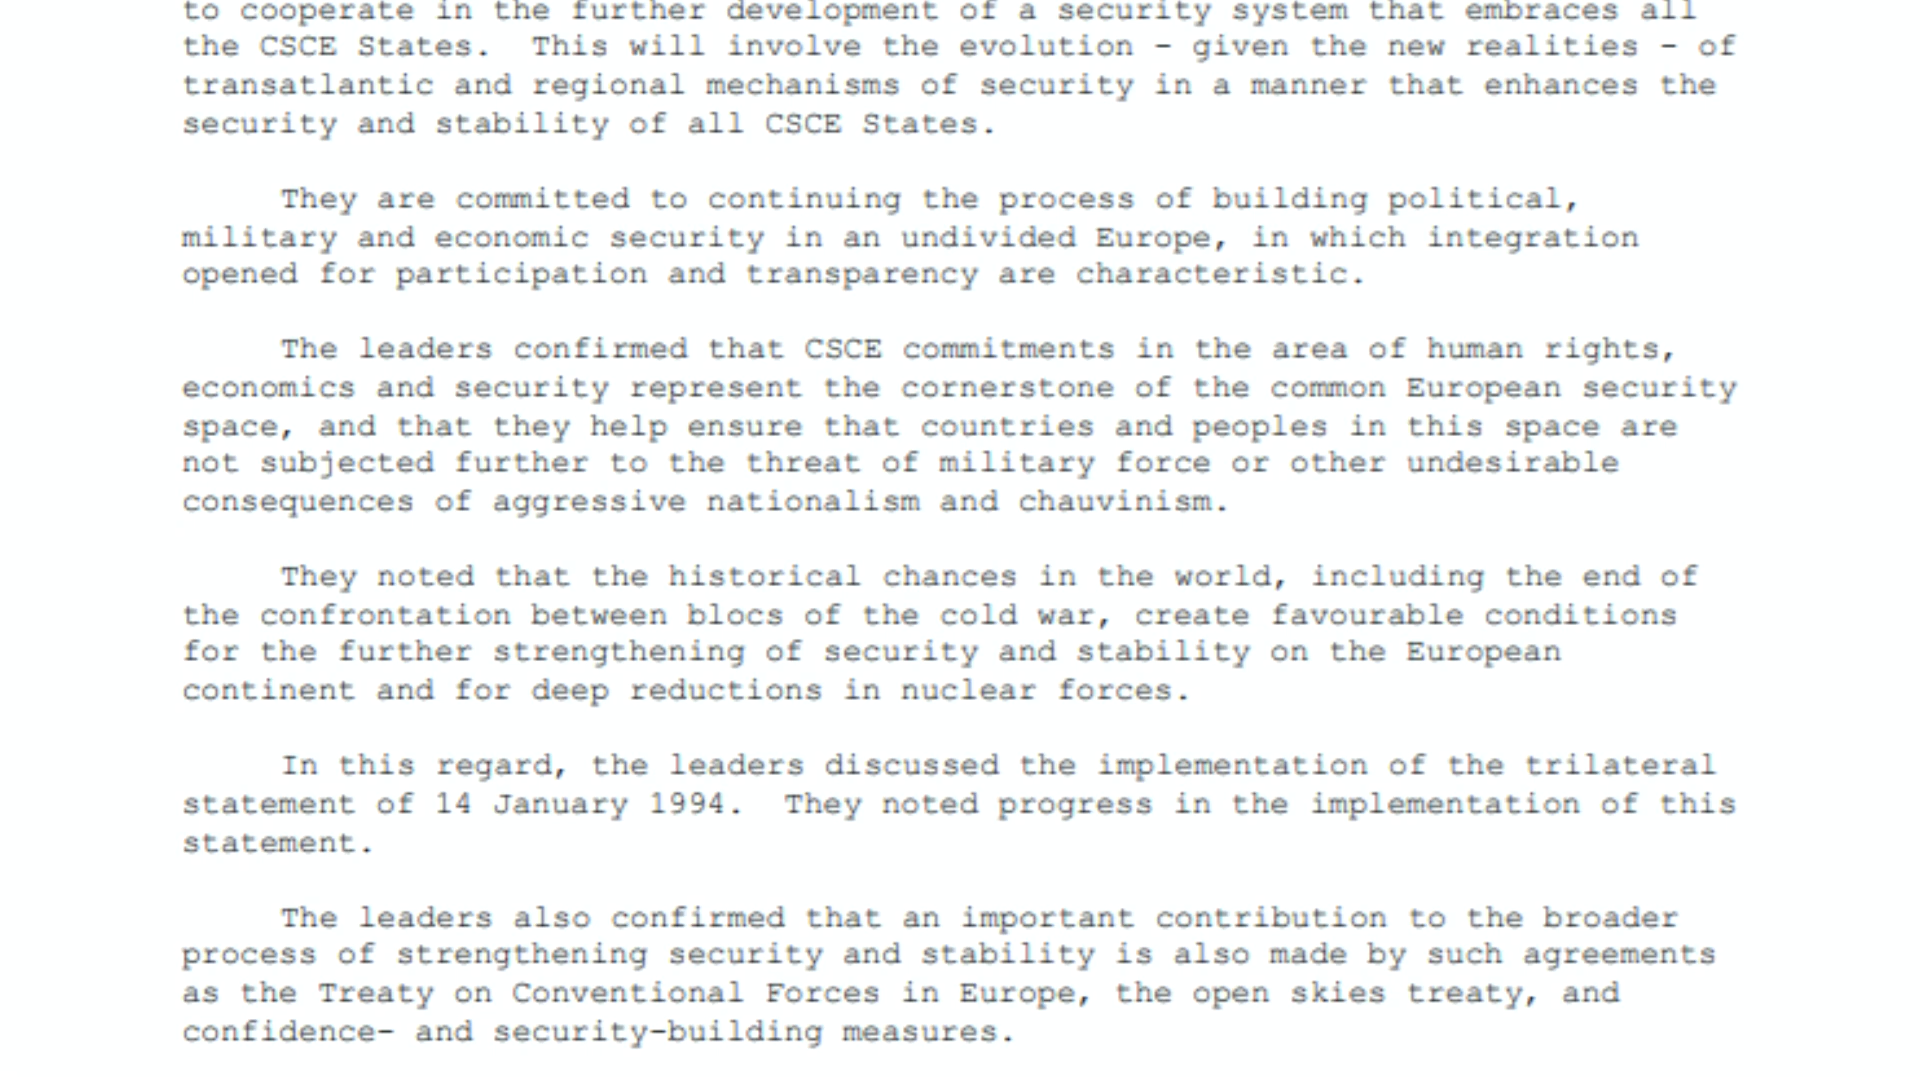 to cooperate in the further development of a security system that embraces all
the CSCE States.  This will involve the evolution - given the new realities - of
transatlantic and regional mechanisms of security in a manner that enhances the
security and stability of all CSCE States.
They are committed to continuing the process of building political,
military and economic security in an undivided Europe, in which integration
opened for participation and transparency are characteristic.
The leaders confirmed that CSCE commitments in the area of human rights,
economics and security represent the cornerstone of the common European security
space, and that they help ensure that countries and peoples in this space are
not subjected further to the threat of military force or other undesirable
consequences of aggressive nationalism and chauvinism.
They noted that the historical chances in the world, including the end of
the confrontation between blocs of the cold war, create favourable conditions
for the further strengthening of security and stability on the European
continent and for deep reductions in nuclear forces.
In this regard, the leaders discussed the implementation of the trilateral
statement of 14 January 1994.  They noted progress in the implementation of this
statement.
The leaders also confirmed that an important contribution to the broader
process of strengthening security and stability is also made by such agreements
as the Treaty on Conventional Forces in Europe, the open skies treaty, and
confidence- and security-building measures.